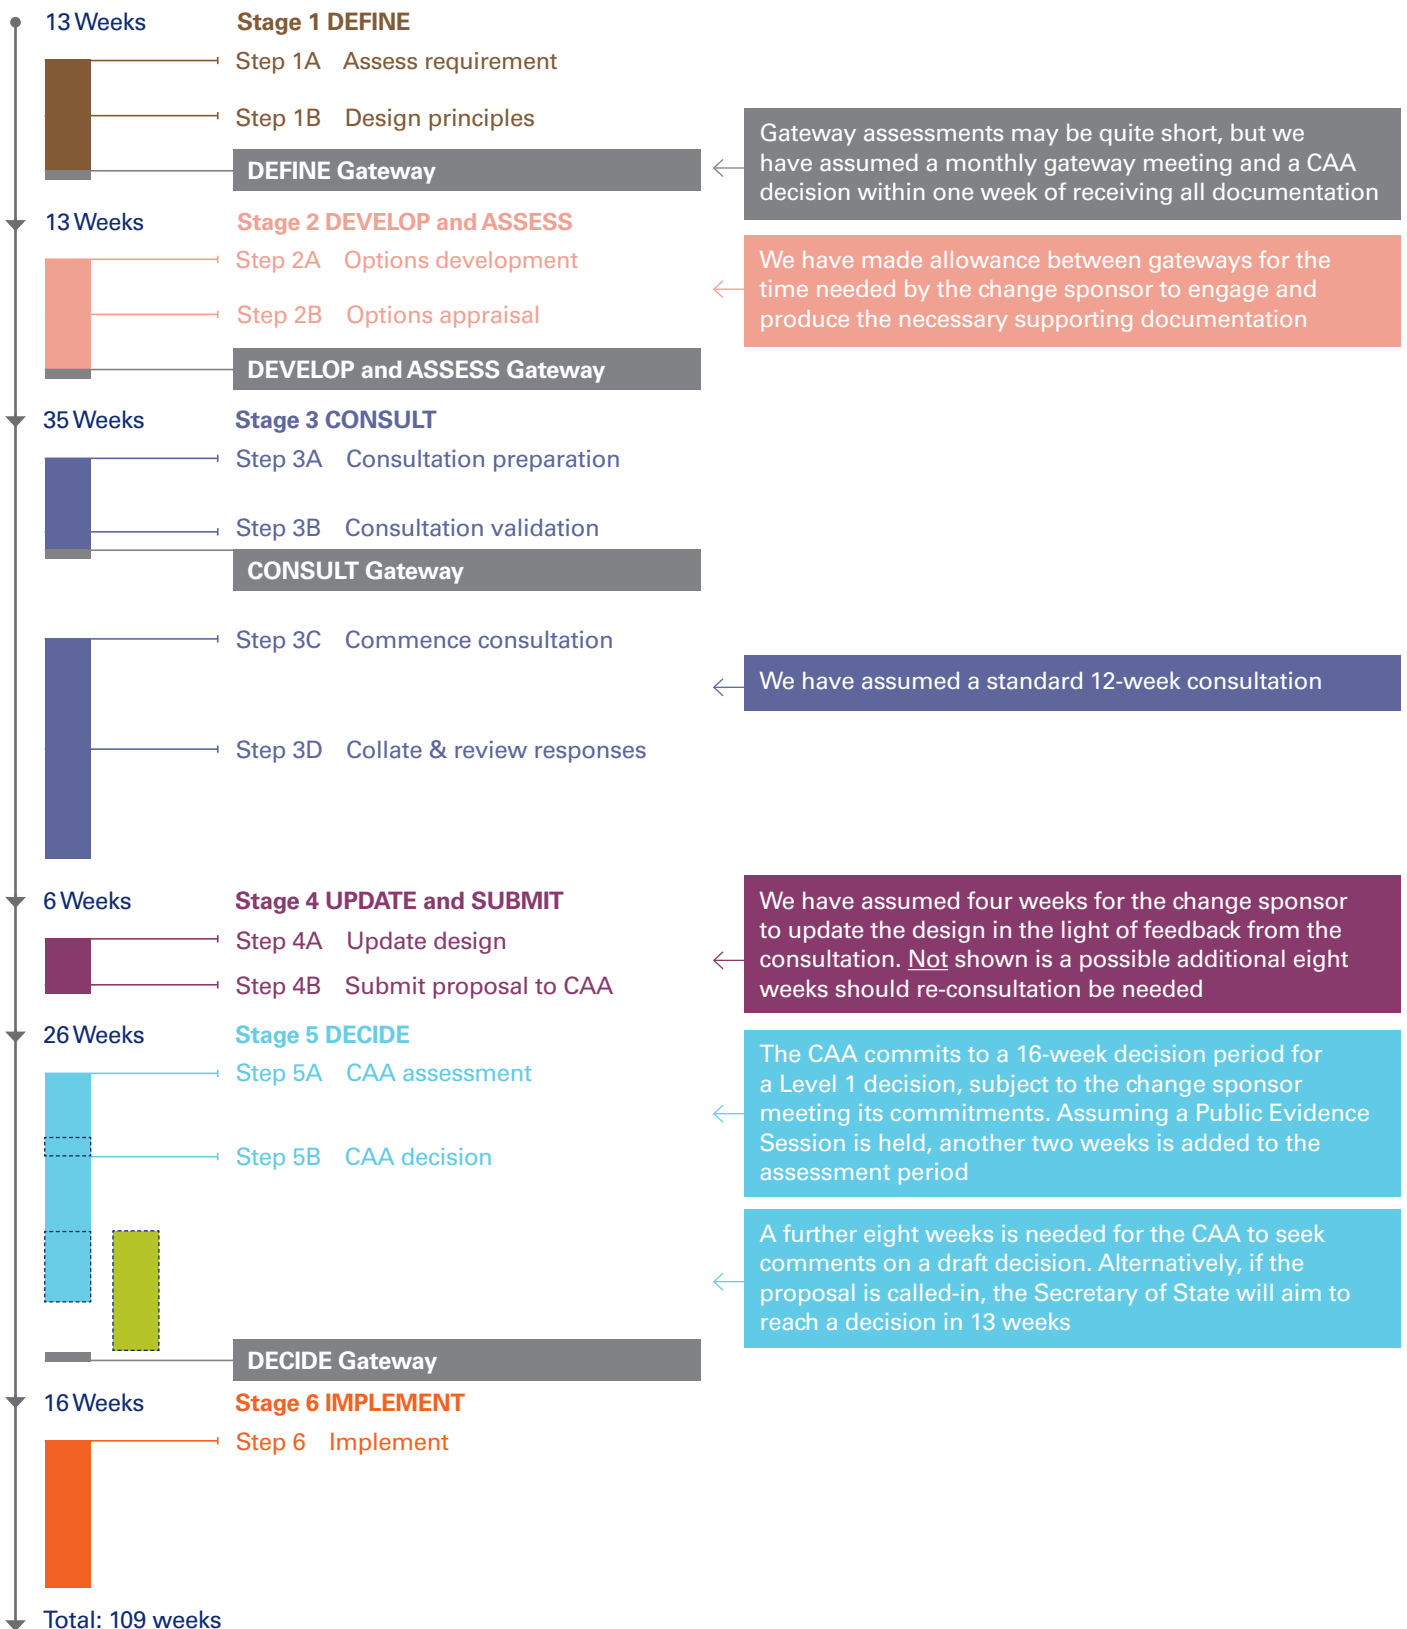 13 Weeks
Stage 1 DEFINE
Step 1A Assess requirement
Step 1B Design principles
DEFINE Gateway
Gateway assessments may be quite short, but we
have assumed a monthly gateway meeting and a CAA
decision within one week of receiving all documentation
13 Weeks
Stage 2 DEVELOP and ASSESS
Step 2A Options development
Step 2B Options appraisal
DEVELOP and ASSESS Gateway
We have made allowance between gateways for the
time needed by the change sponsor to engage and
produce the necessary supporting documentation
35 Weeks
Stage 3 CONSULT
Step 3A Consultation preparation
Step 3B Consultation validation
CONSULT Gateway
Step 3C Commence consultation
We have assumed a standard 12-week consultation
Step 3D Collate & review responses
6 Weeks
Stage 4 UPDATE and SUBMIT
Step 4A Update design
Step 4B Submit proposal to CAA
We have assumed four weeks for the change sponsor
to update the design in the light of feedback from the
consultation. Not shown is a possible additional eight
weeks should re-consultation be needed
26 Weeks
Stage 5 DECIDE
Step 5A CAA assessment
Step 5B CAA decision
The CAA commits to a 16-week decision period for
a Level 1 decision, subject to the change sponsor
meeting its commitments. Assuming a Public Evidence
Session is held, another two weeks is added to the
assessment period
A further eight weeks is needed for the CAA to seek
comments on a draft decision. Alternatively, if the
proposal is called-in, the Secretary of State will aim to
reach a decision in 13 weeks
DECIDE Gateway
16 Weeks
Stage 6 IMPLEMENT
Step 6 Implement
Total: 109 weeks